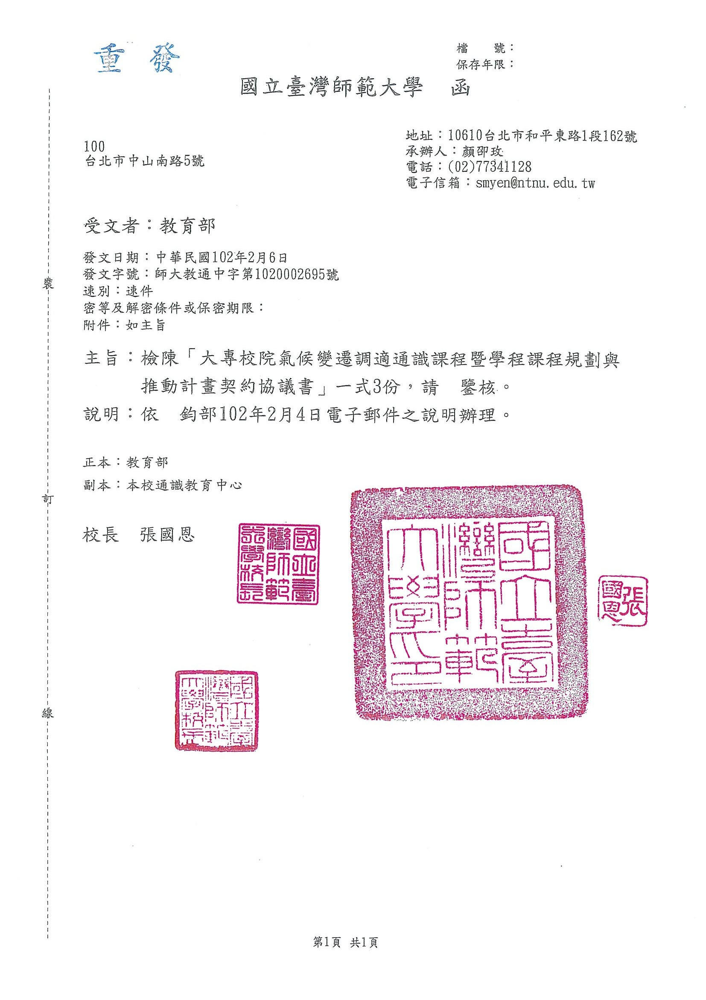 重發
檔　　號：
保存年限：
國立臺灣師範大學　函
地址：10610台北市和平東路1段162號
承辦人：顏邵玫
電話：(02)77341128
電子信箱：smyen@ntnu.edu.tw
100
台北市中山南路5號
受文者：教育部
發文日期：中華民國102年2月6日
發文字號：師大教通中字第1020002695號
速別：速件
密等及解密條件或保密期限：
附件：如主旨
主旨：檢陳「大專校院氣候變遷調適通識課程暨學程課程規劃與
推動計畫契約協議書」一式3份，請　鑒核。
說明：依　鈞部102年2月4日電子郵件之說明辦理。
正本：教育部
副本：本校通識教育中心
校長　張國恩
國立臺灣師範大學校長
國立臺灣師範大學印
張國恩
國立臺灣師範大學校長
裝
訂
線
第1頁 共1頁